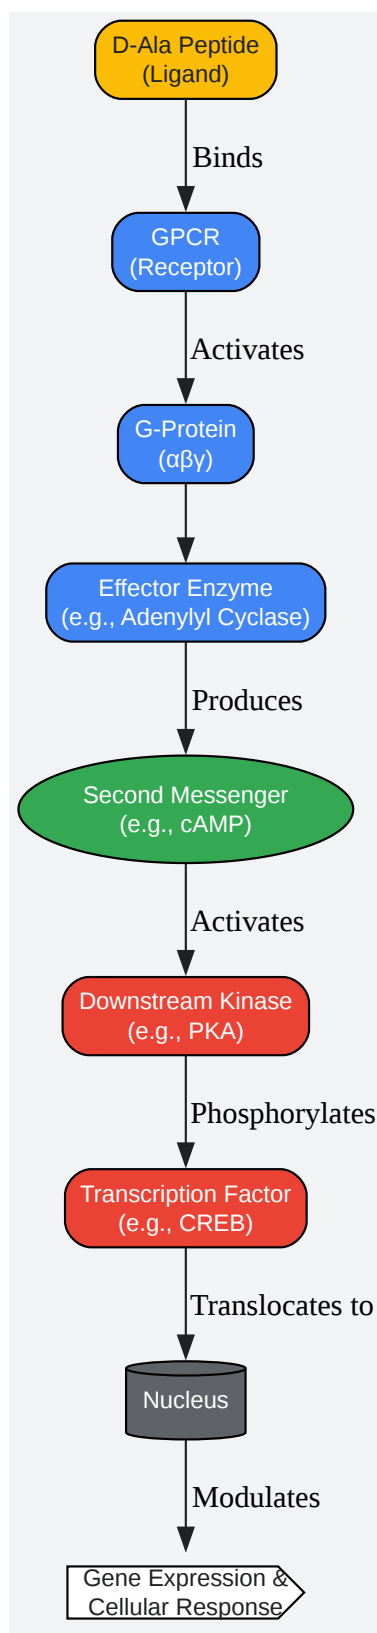 D-Ala Peptide
(Ligand)
Binds
GPCR
(Receptor)
Activates
G-Protein
(αβγ)
Effector Enzyme
(e.g., Adenylyl Cyclase)
Produces
Second Messenger
(e.g., cAMP)
Activates
Downstream Kinase
(e.g., PKA)
Phosphorylates
Transcription Factor
(e.g., CREB)
Translocates to
Nucleus
Modulates
Gene Expression &
Cellular Response